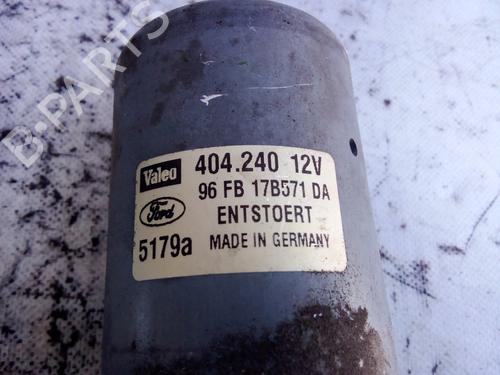 B-PARTS
Valeo 404.240 12V
96 FB 17B571 DA
Ford ENTSTOERT
5179a MADE IN GERMANY